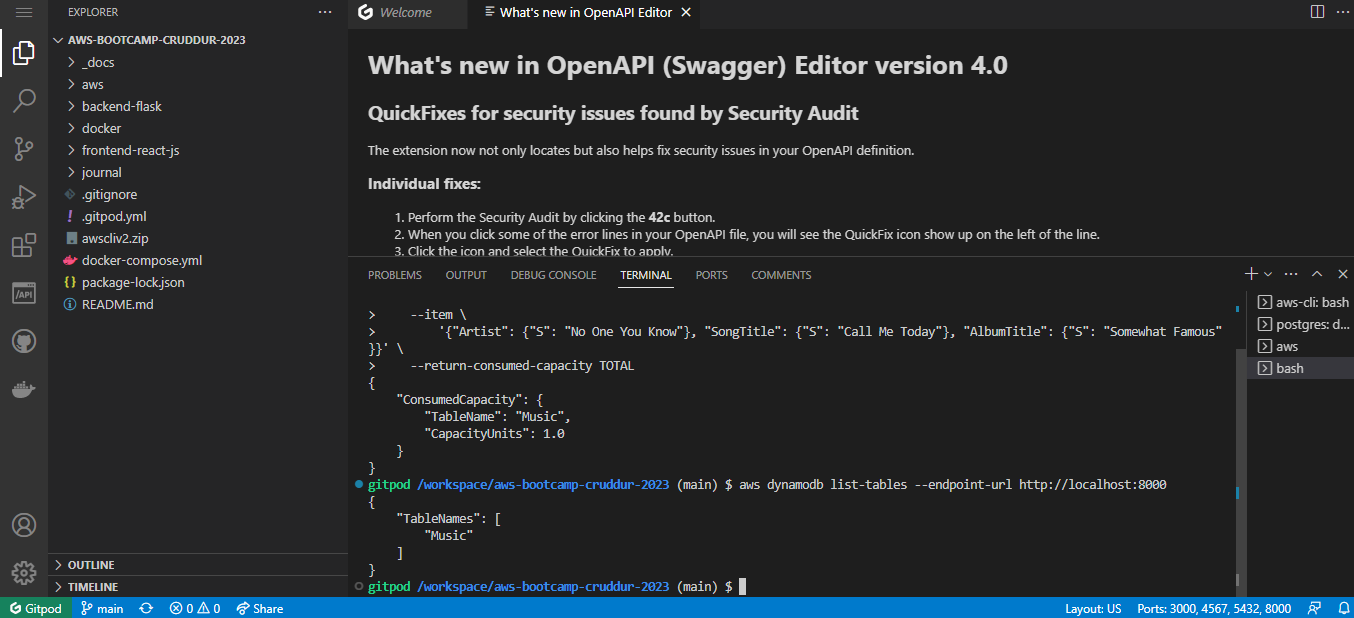 EXPLORER
AWS-BOOTCAMP-CRUDDUR-2023
_docs
aws
backend-flask
docker
frontend-react-js
journal
.gitignore
! .gitpod.yml
awscliv2.zip
docker-compose.yml
{} package-lock.json
README.md
OUTLINE
TIMELINE
/API
Welcome
What's new in OpenAPI Editor
What's new in OpenAPI (Swagger) Editor version 4.0
QuickFixes for security issues found by Security Audit
The extension now not only locates but also helps fix security issues in your OpenAPI definition.
Individual fixes:
1. Perform the Security Audit by clicking the 42c button.
2. When you click some of the error lines in your OpenAPI file, you will see the QuickFix icon show up on the left of the line.
3. Click the icon and select the QuickFix to apply.
PROBLEMS OUTPUT DEBUG CONSOLE TERMINAL PORTS COMMENTS
> --item \
> '{"Artist": {"S": "No One You Know"}, "SongTitle": {"S": "Call Me Today"}, "AlbumTitle": {"S": "Somewhat Famous"
}}' \
> --return-consumed-capacity TOTAL
{
"ConsumedCapacity": {
"TableName": "Music",
"CapacityUnits": 1.0
}
}
gitpod /workspace/aws-bootcamp-cruddur-2023 (main) $ aws dynamodb list-tables --endpoint-url http://localhost:8000
{
"TableNames": [
"Music"
]
}
gitpod /workspace/aws-bootcamp-cruddur-2023 (main) $
aws-cli: bash
postgres: d...
aws
bash
Gitpod main 0 0 Share Layout: US Ports: 3000, 4567, 5432, 8000